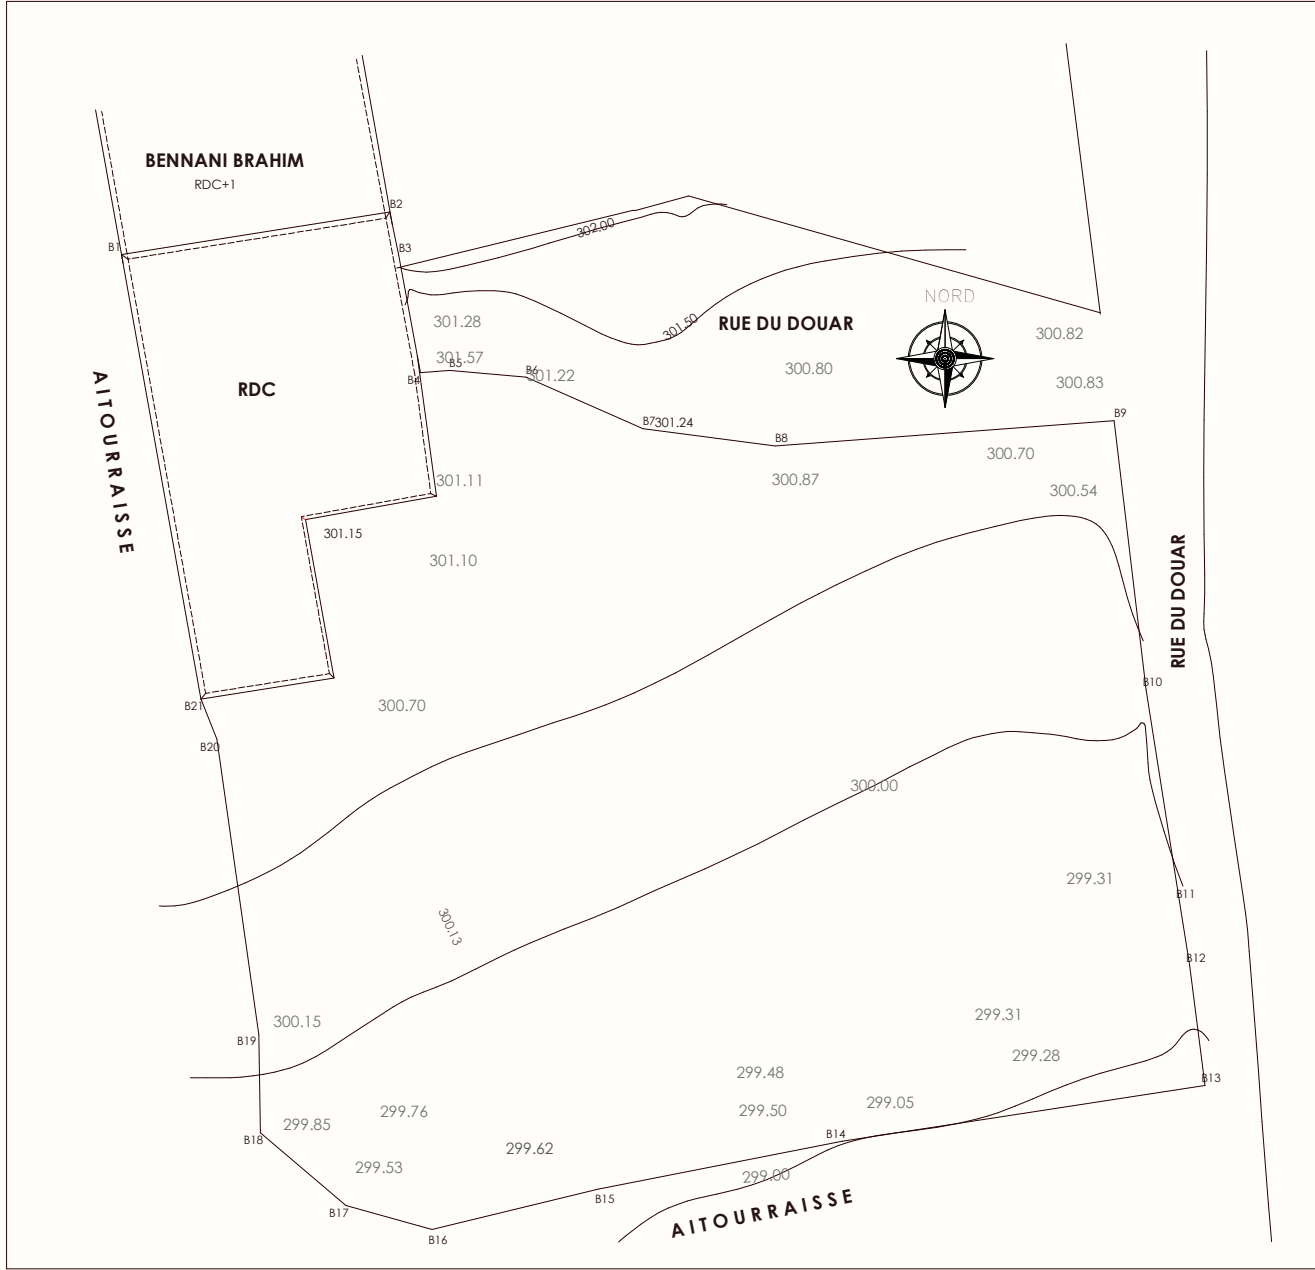 BENNANI BRAHIM
RDC+1
B2
B1
B3
302.00
NORD
301.28
301.50
RUE DU DOUAR
300.82
301.57
B5
B6
301.22
300.80
300.83
B4
RDC
AITOURRAISSE
B7
301.24
B8
B9
300.70
301.11
300.87
300.54
301.15
301.10
RUE DU DOUAR
B10
B21
300.70
B20
300.00
299.31
B11
300.13
B12
300.15
299.31
B19
299.28
299.48
B13
299.76
299.50
299.05
299.85
B18
B14
299.62
299.53
299.00
B15
B17
AITOURRAISSE
B16